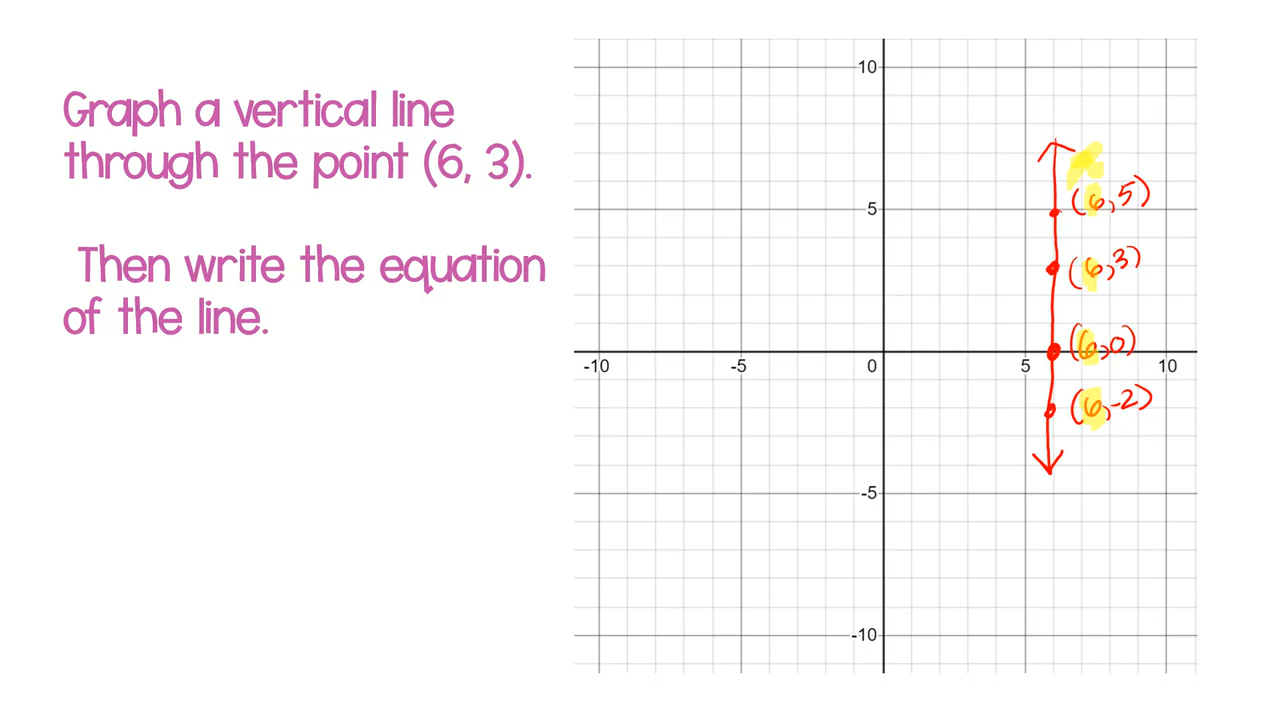 Graph a vertical line
through the point (6, 3).
Then write the equation
of the line.
10
x
(6,5)
5
(6,3)
(6,0)
-10
-5
0
5
10
(6,-2)
-5
-10